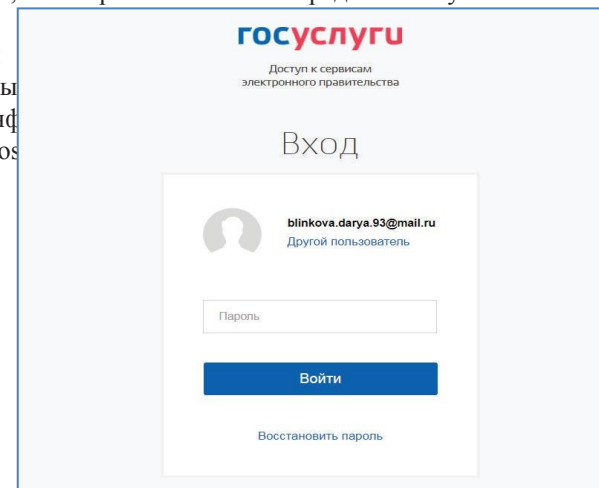 госуслуги
Доступ к сервисам
электронного правительства
Вход
blinkova.darya.93@mail.ru
Другой пользователь
Пароль
Войти
Восстановить пароль